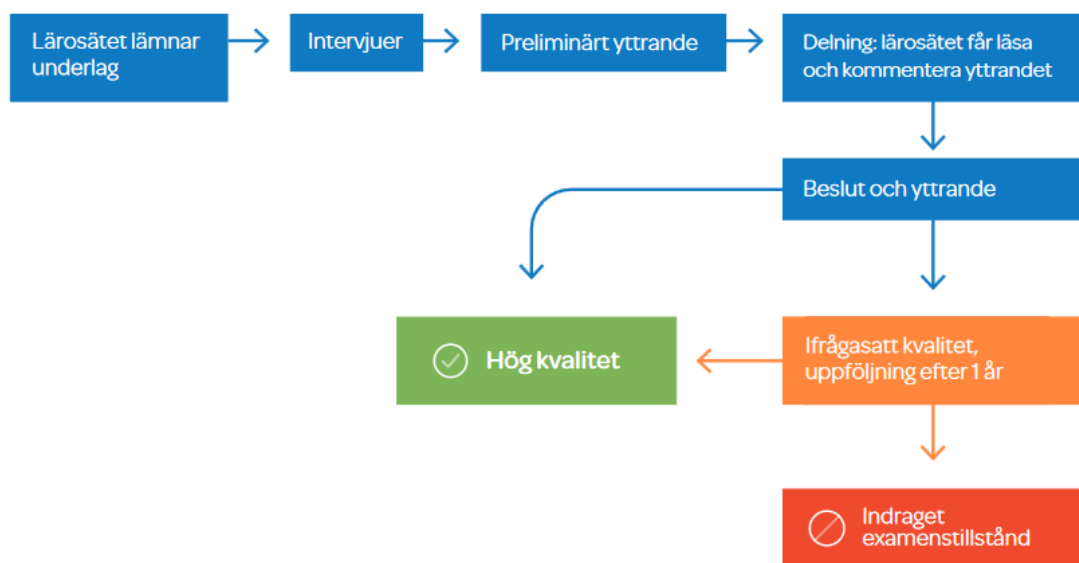 Lärosätet lämnar
underlag
Intervjuer
Preliminärt yttrande
Delning: lärosätet får läsa
och kommentera yttrandet
Beslut och yttrande
Hög kvalitet
Ifrågasatt kvalitet,
uppföljning efter 1 år
Indraget
examenstillstånd